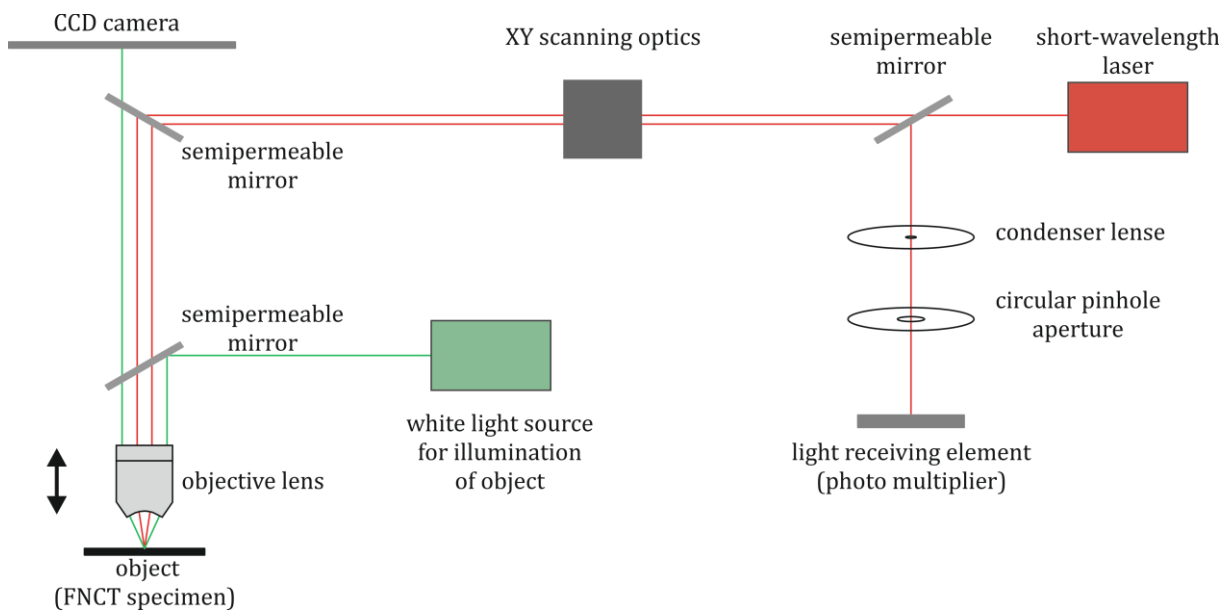 CCD camera
XY scanning optics
semipermeable
mirror
short-wavelength
laser
semipermeable
mirror
condenser lense
circular pinhole
aperture
semipermeable
mirror
white light source
for illumination
of object
light receiving element
(photo multiplier)
objective lens
object
(FNCT specimen)